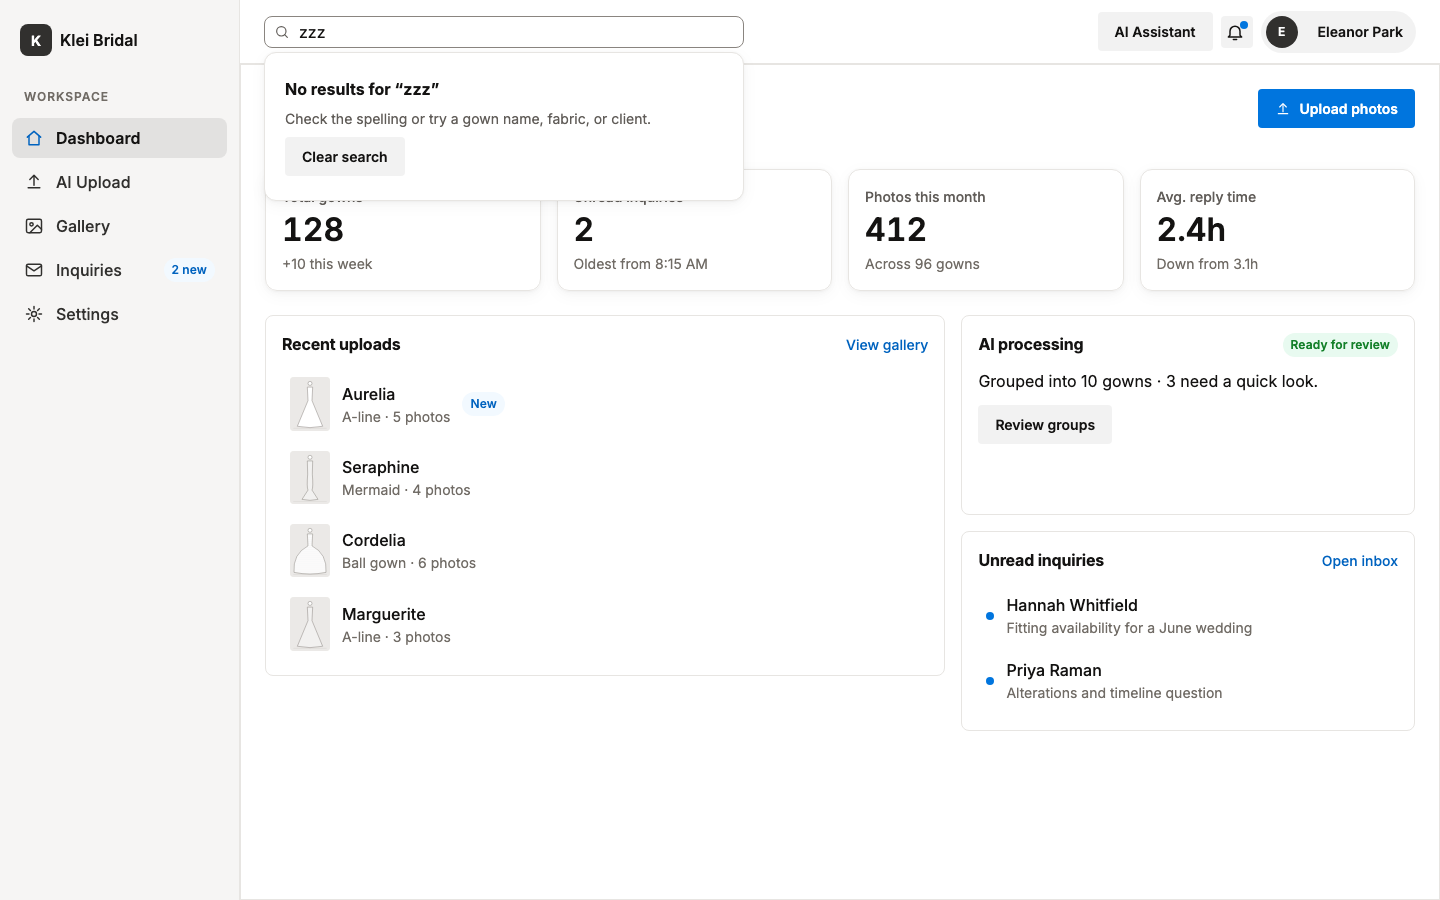 K Klei Bridal
WORKSPACE
Dashboard
AI Upload
Gallery
Inquiries 2 new
Settings
zzz
AI Assistant
E Eleanor Park
No results for “zzz”
Check the spelling or try a gown name, fabric, or client.
Clear search
Upload photos
Total gowns
128
+10 this week
Unread inquiries
2
Oldest from 8:15 AM
Photos this month
412
Across 96 gowns
Avg. reply time
2.4h
Down from 3.1h
Recent uploads
View gallery
Aurelia
A-line · 5 photos
New
Seraphine
Mermaid · 4 photos
Cordelia
Ball gown · 6 photos
Marguerite
A-line · 3 photos
AI processing
Ready for review
Grouped into 10 gowns · 3 need a quick look.
Review groups
Unread inquiries
Open inbox
Hannah Whitfield
Fitting availability for a June wedding
Priya Raman
Alterations and timeline question